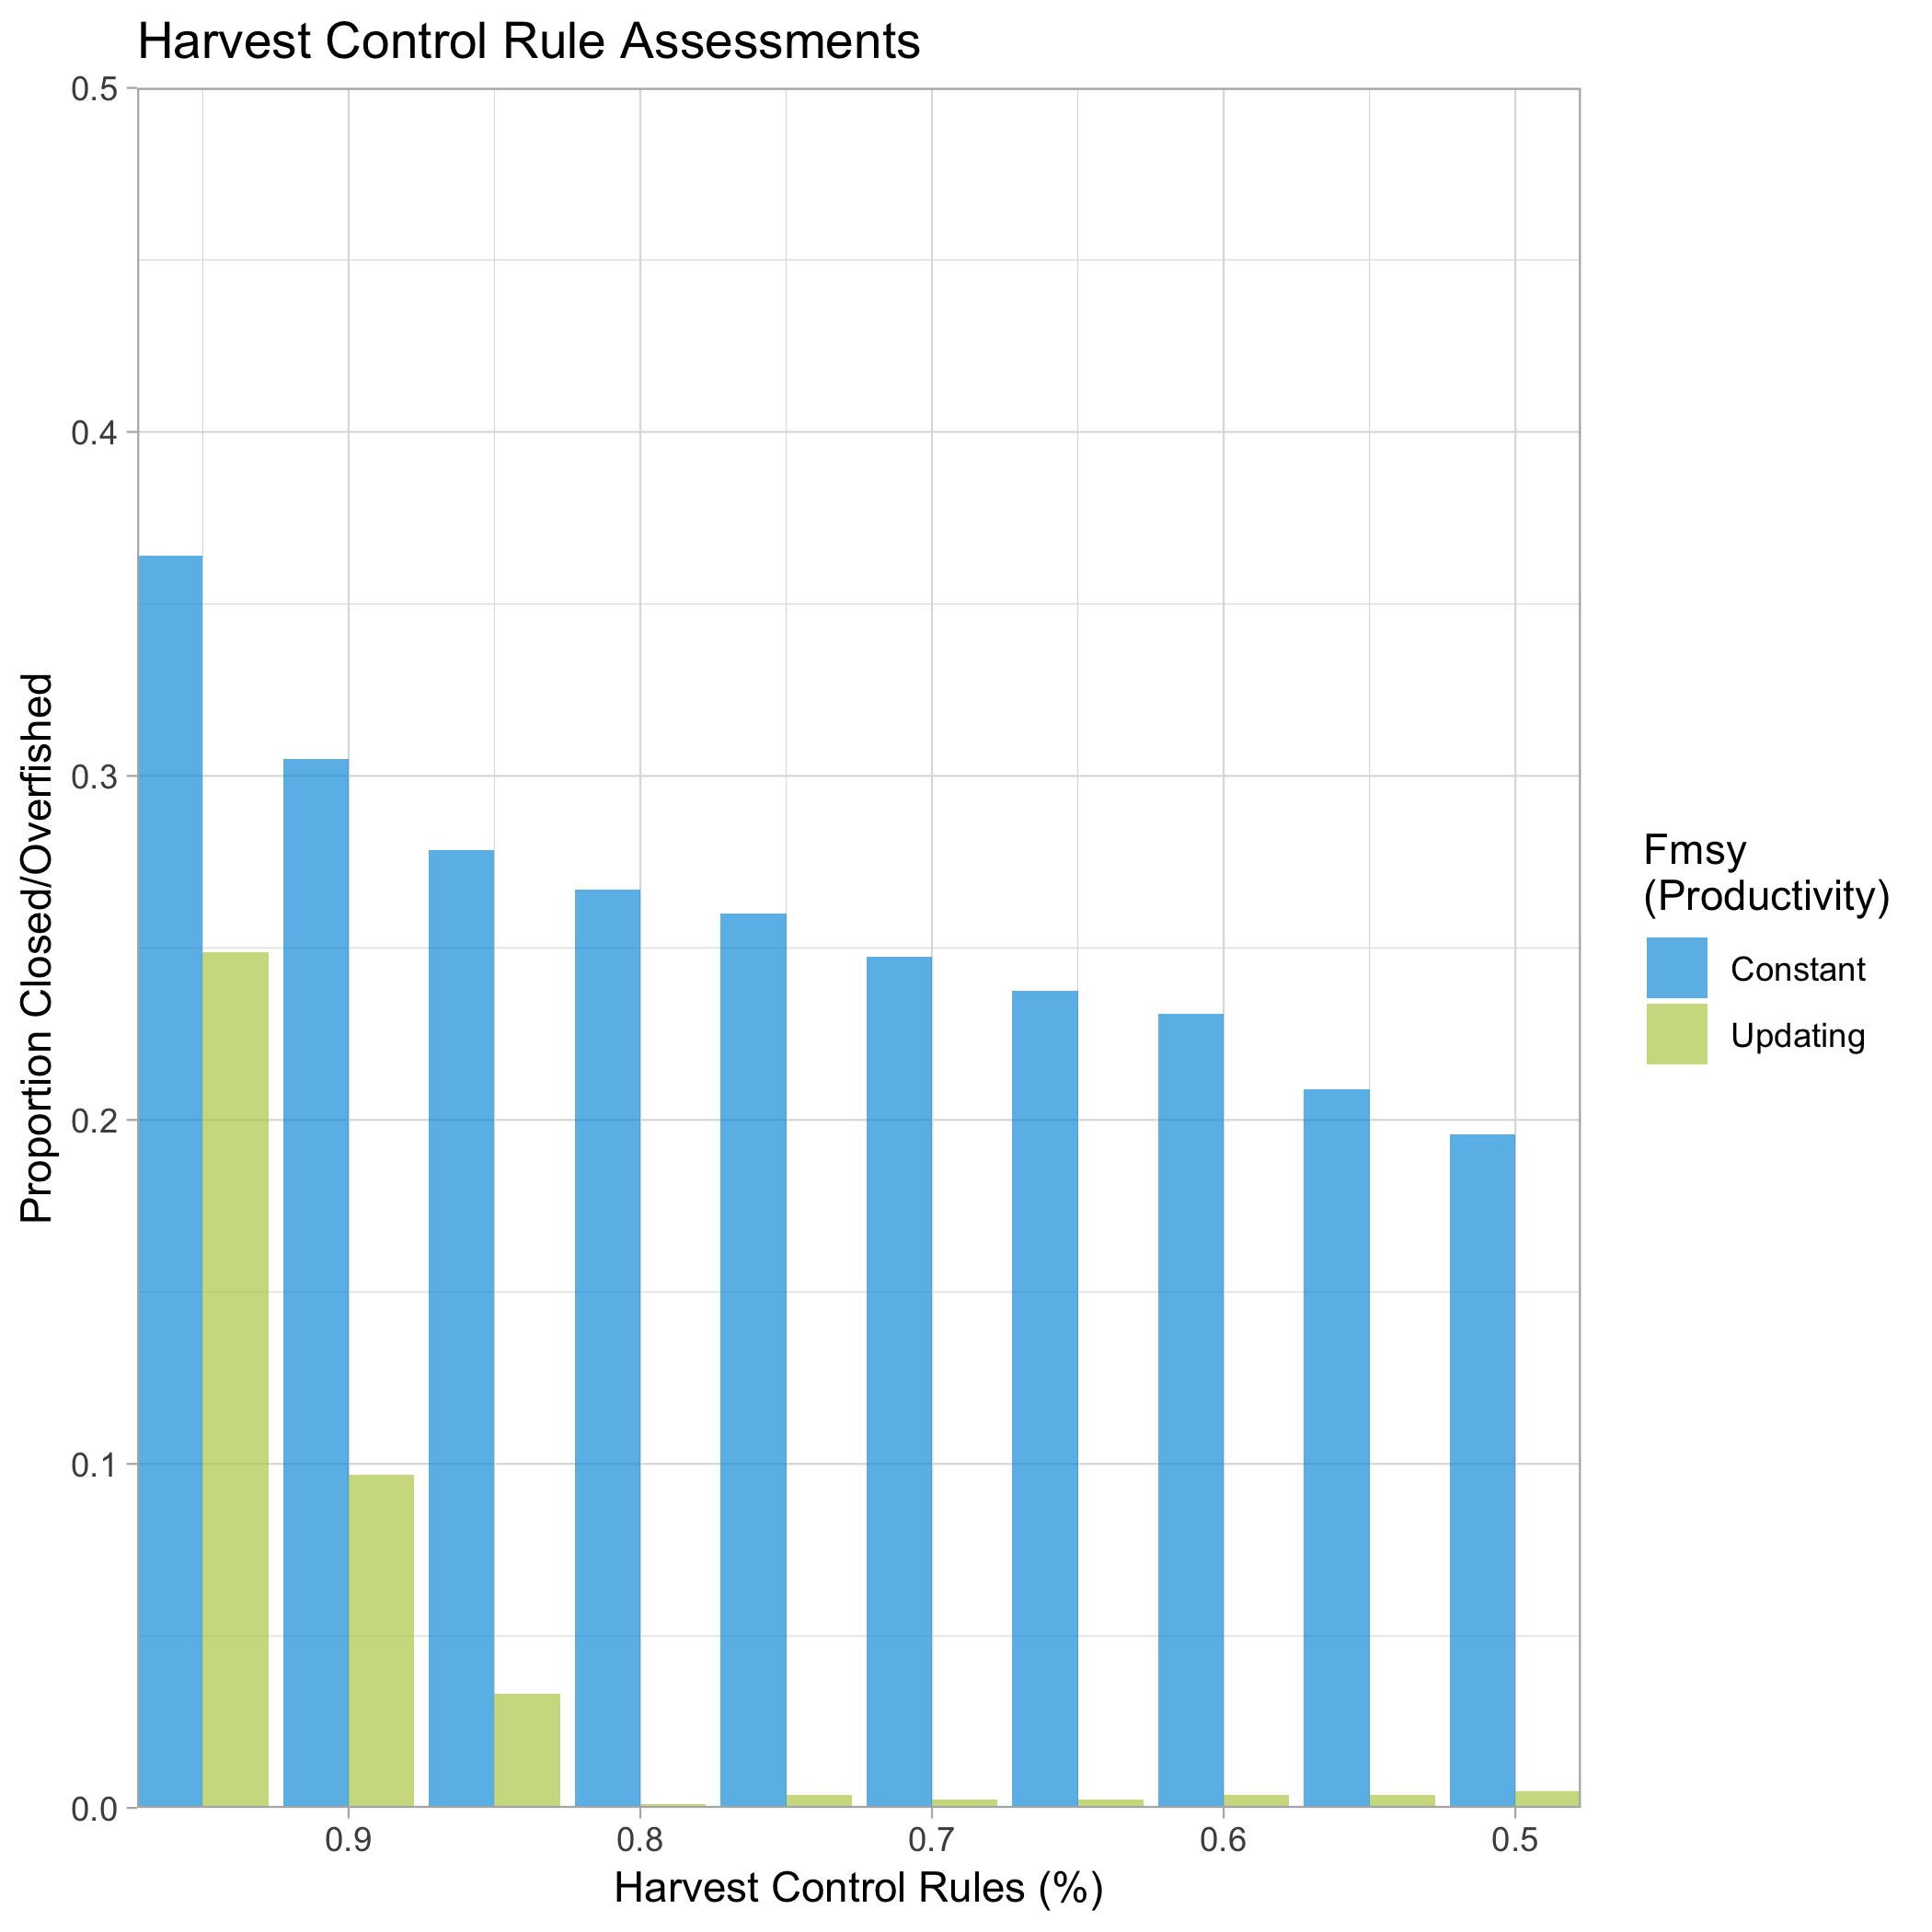 Harvest Control Rule Assessments
0.5
0.4
0.3
0.2
0.1
0.0
Proportion Closed/Overfished
0.9 0.8 0.7 0.6 0.5
Harvest Control Rules (%)
Fmsy
(Productivity)
Constant
Updating